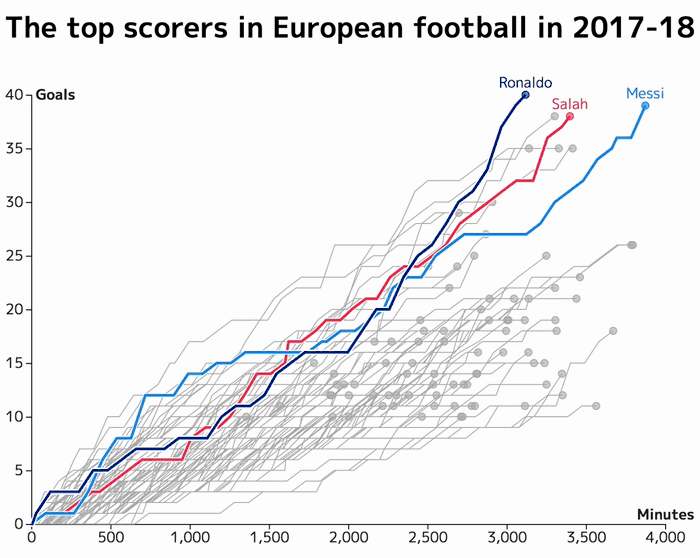 The top scorers in European football in 2017-18
Ronaldo
Salah
Messi
Goals
40
35
30
25
20
15
10
5
0
Minutes
0 500 1,000 1,500 2,000 2,500 3,000 3,500 4,000